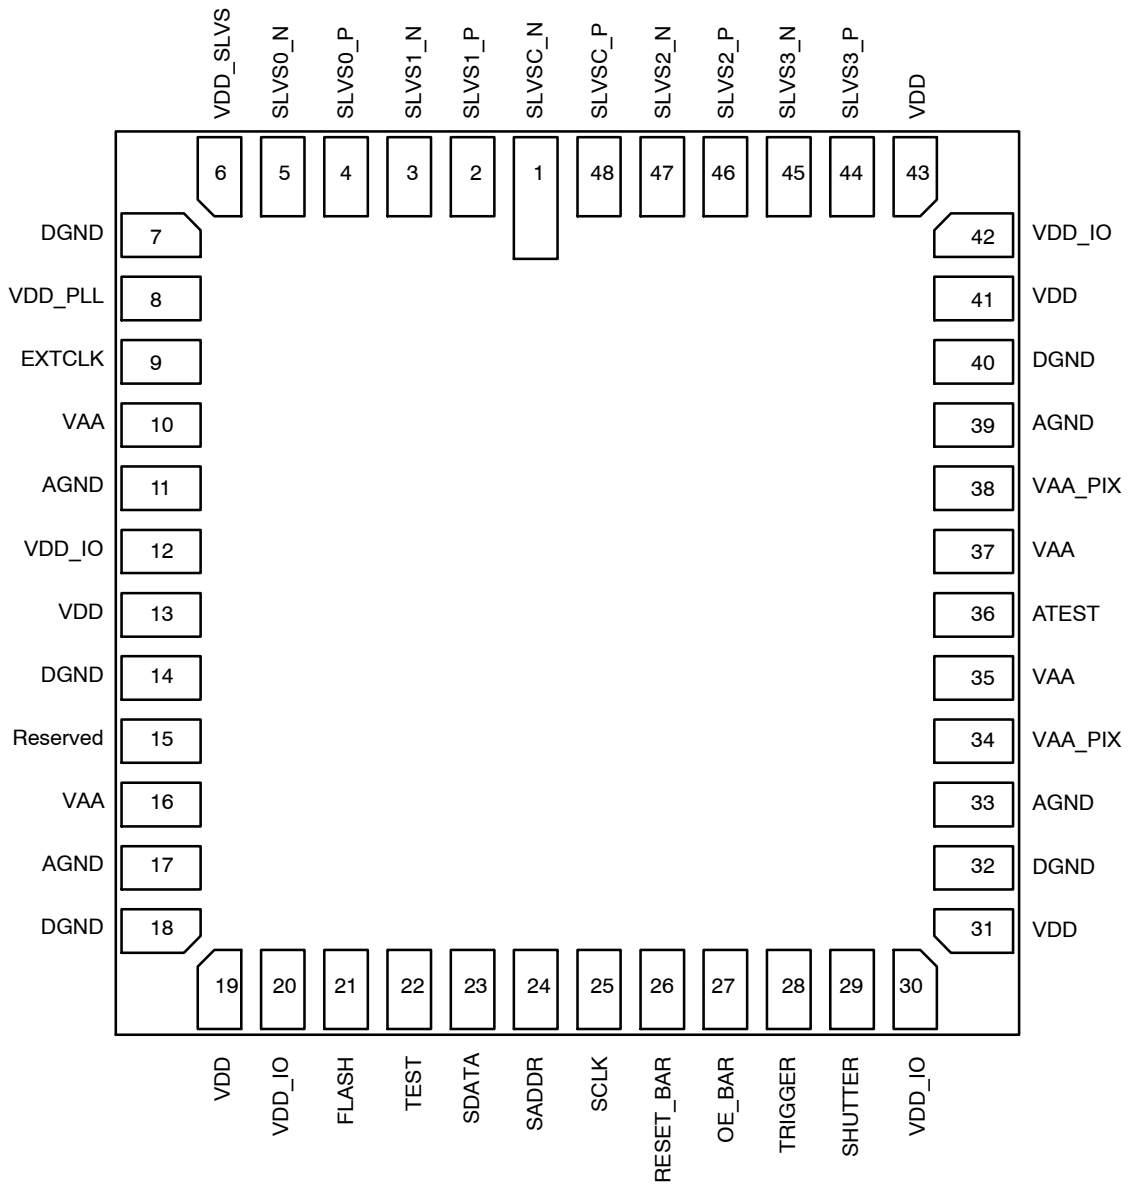 VDD_SLVS
SLVS0_N
SLVS0_P
SLVS1_N
SLVS1_P
SLVSC_N
SLVSC_P
SLVS2_N
SLVS2_P
SLVS3_N
SLVS3_P
VDD
6 5 4 3 2 1 48 47 46 45 44 43
DGND 7
42 VDD_IO
VDD_PLL 8
41 VDD
EXTCLK 9
40 DGND
VAA 10
39 AGND
AGND 11
38 VAA_PIX
VDD_IO 12
37 VAA
VDD 13
36 ATEST
DGND 14
35 VAA
Reserved 15
34 VAA_PIX
VAA 16
33 AGND
AGND 17
32 DGND
DGND 18
31 VDD
19 20 21 22 23 24 25 26 27 28 29 30
VDD
VDD_IO
FLASH
TEST
SDATA
SADDR
SCLK
RESET_BAR
OE_BAR
TRIGGER
SHUTTER
VDD_IO